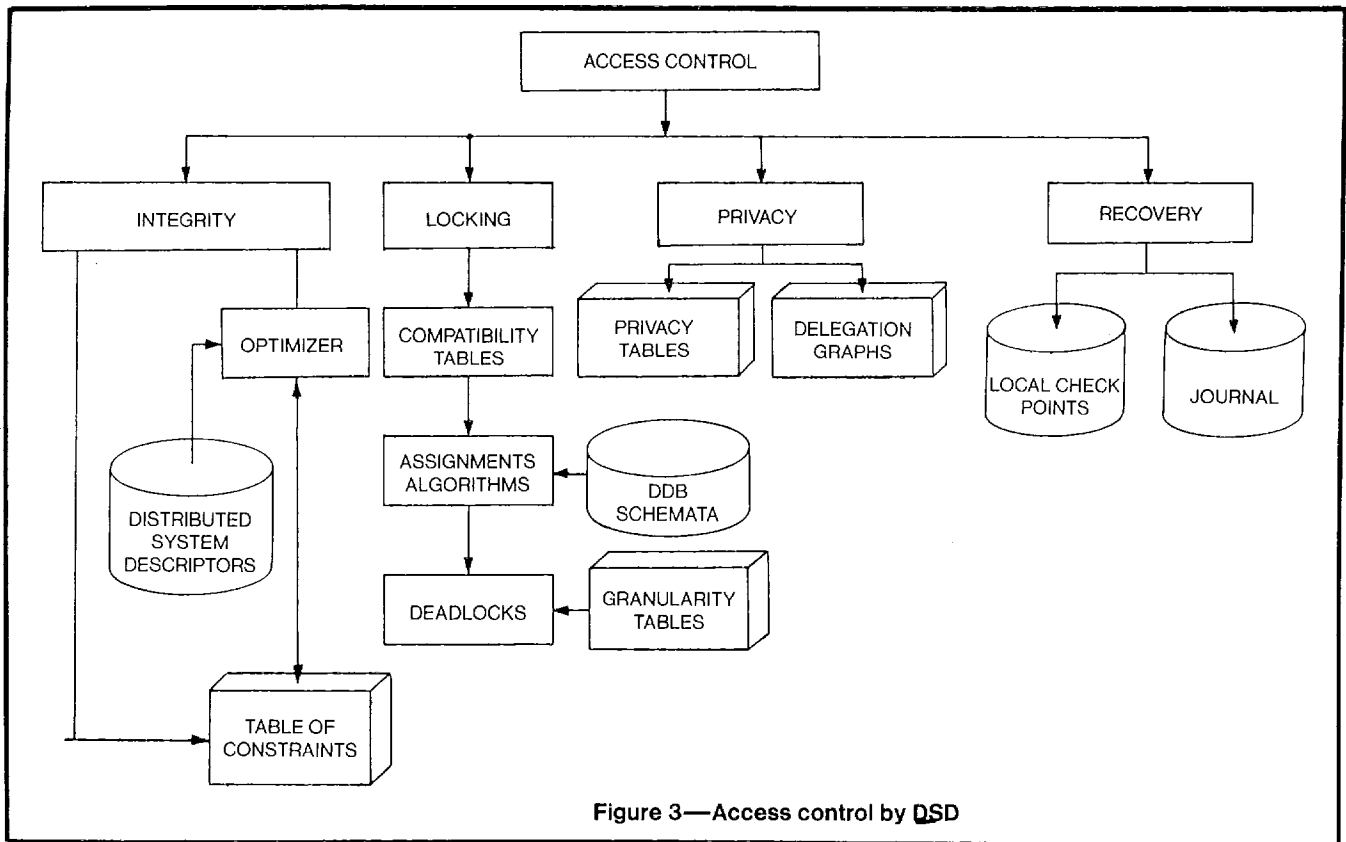 ACCESS CONTROL
INTEGRITY
LOCKING
PRIVACY
RECOVERY
OPTIMIZER
COMPATIBILITY
TABLES
PRIVACY
TABLES
DELEGATION
GRAPHS
LOCAL CHECK
POINTS
JOURNAL
DISTRIBUTED
SYSTEM
DESCRIPTORS
ASSIGNMENTS
ALGORITHMS
DDB
SCHEMATA
DEADLOCKS
GRANULARITY
TABLES
TABLE OF
CONSTRAINTS
Figure 3—Access control by DSD